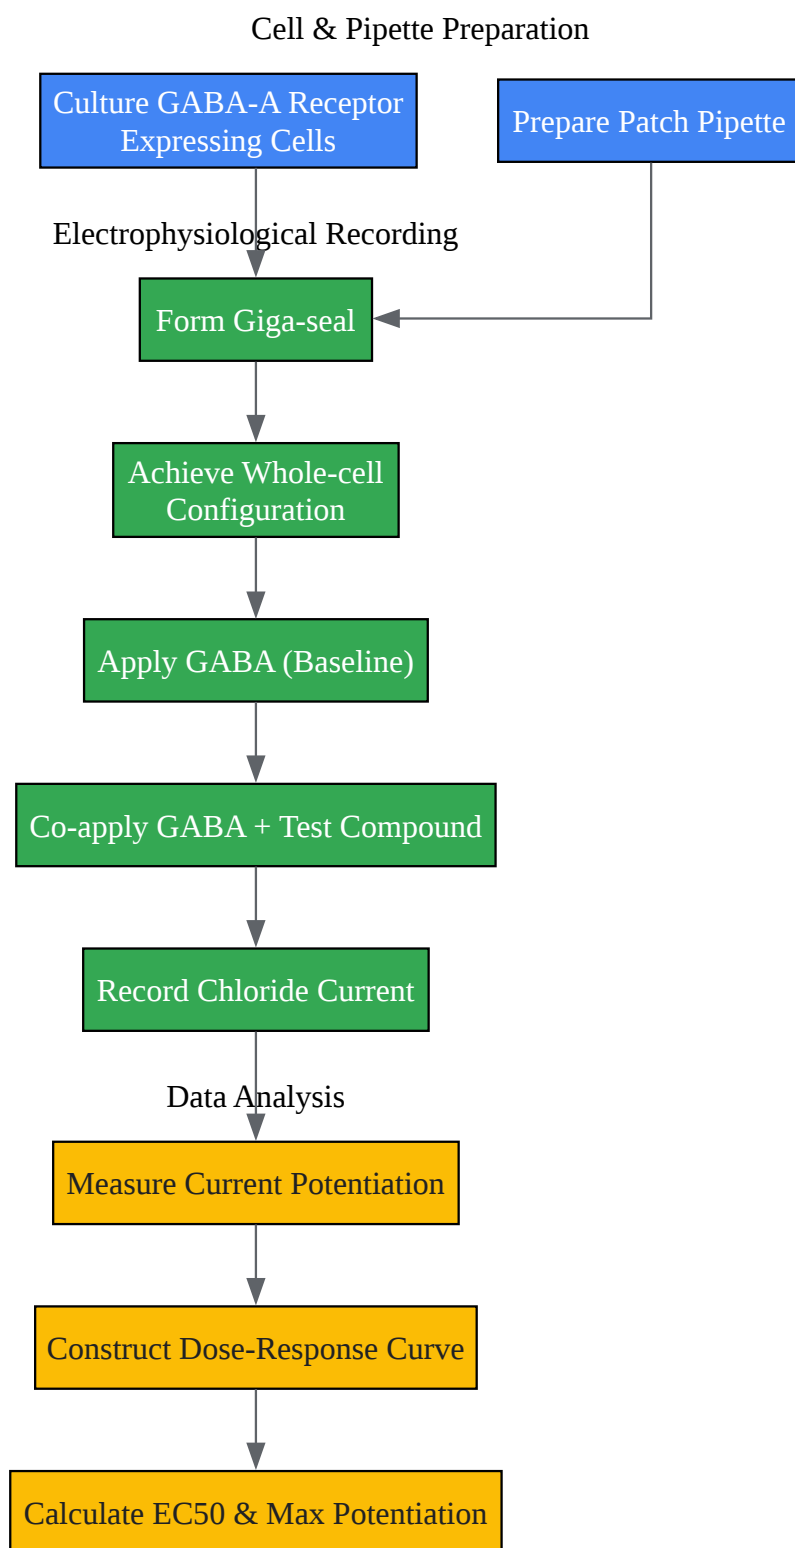 Cell & Pipette Preparation
Culture GABA-A Receptor
Expressing Cells
Prepare Patch Pipette
Electrophysiological Recording
Form Giga-seal
Achieve Whole-cell
Configuration
Apply GABA (Baseline)
Co-apply GABA + Test Compound
Record Chloride Current
Data Analysis
Measure Current Potentiation
Construct Dose-Response Curve
Calculate EC50 & Max Potentiation